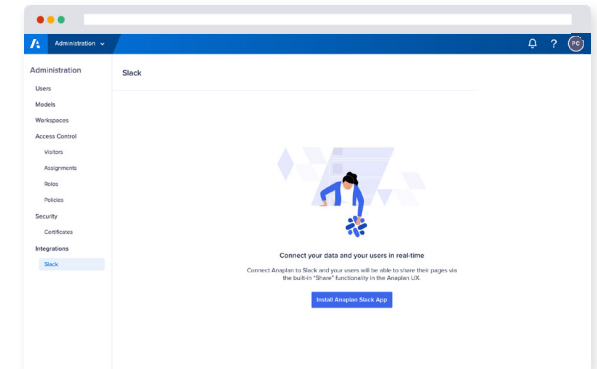 Administration
?
PC
Administration
Slack
Users
Models
Workspaces
Access Control
Visitors
Assignments
Roles
Policies
Security
Certificates
Integrations
Slack
Connect your data and your users in real-time
Connect Anaplan to Slack and your users will be able to share their pages via
the built-in "Share" functionality in the Anaplan UX.
Install Anaplan Slack App